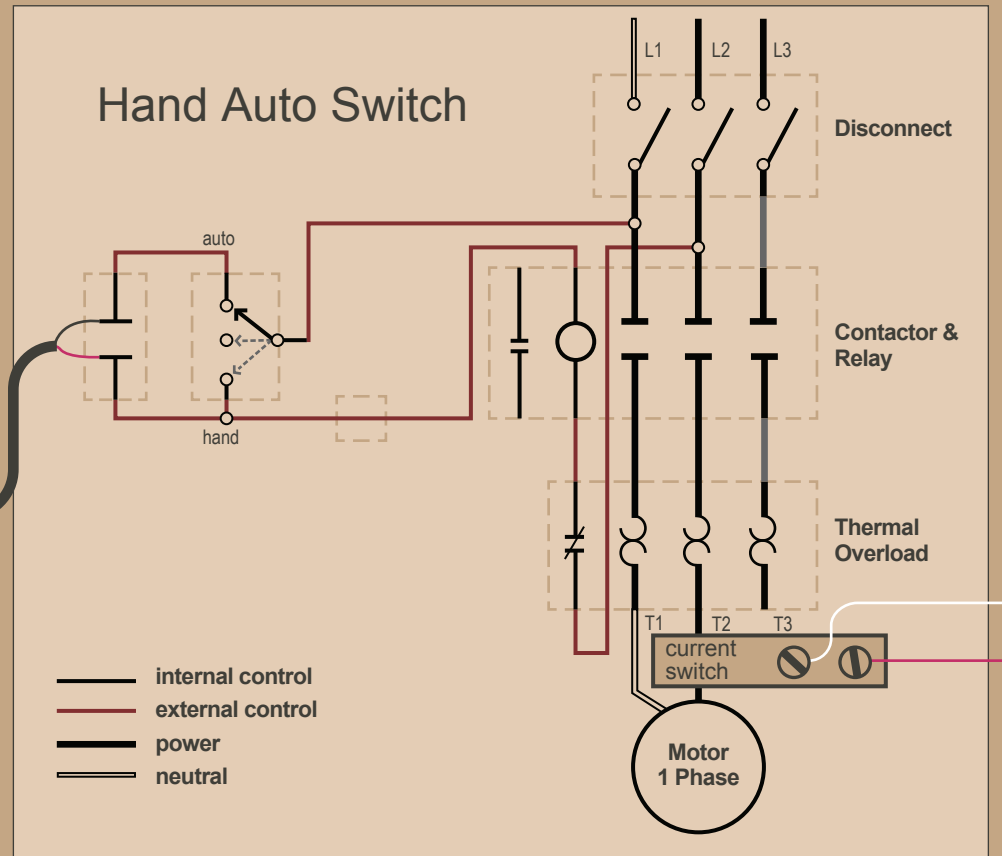 Hand Auto Switch
L1
L2
L3
Disconnect
auto
hand
Contactor &
Relay
Thermal
Overload
T1
T2
T3
current
switch
Motor
1 Phase
internal control
external control
power
neutral